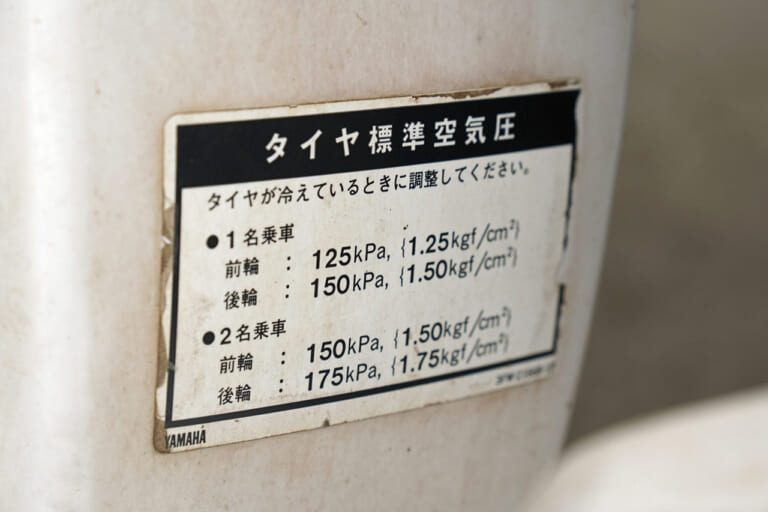 タイヤ標準空気圧
タイヤが冷えているときに調整してください。
●1名乗車
前輪 : 125kPa, {1.25kgf/cm²}
後輪 : 150kPa, {1.50kgf/cm²}
●2名乗車
前輪 : 150kPa, {1.50kgf/cm²}
後輪 : 175kPa, {1.75kgf/cm²}
YAMAHA